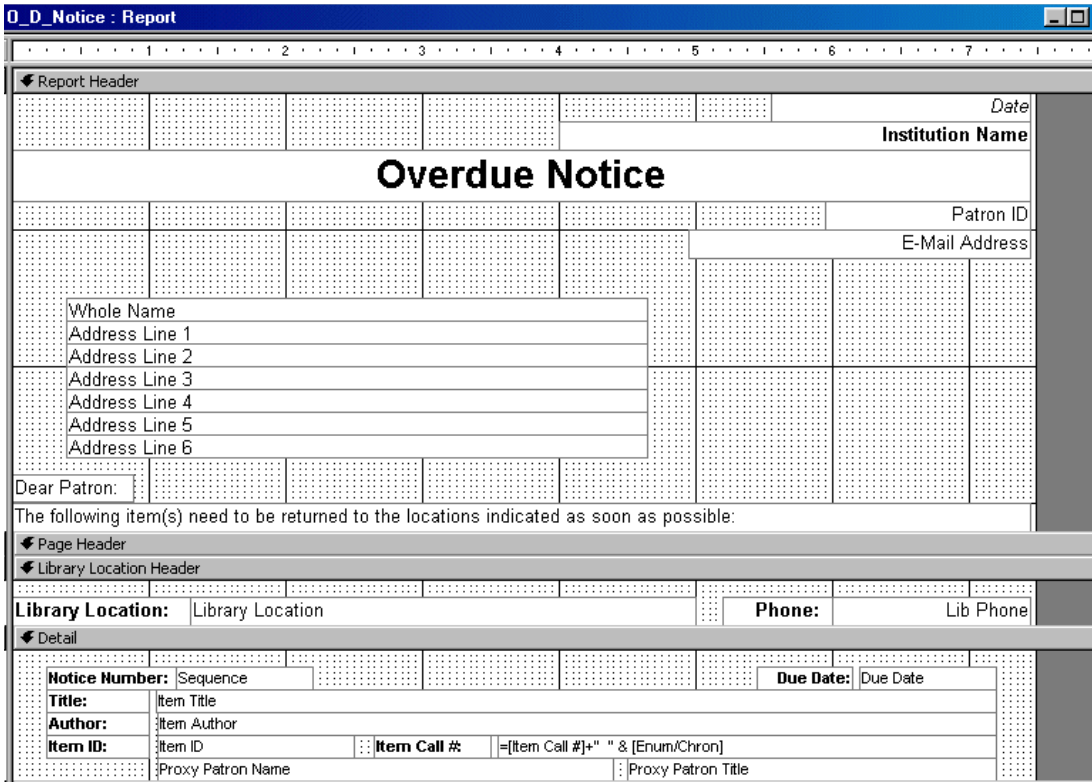 O_D_Notice : Report
1 2 3 4 5 6 7
Report Header
Date
Institution Name
Overdue Notice
Patron ID
E-Mail Address
Whole Name
Address Line 1
Address Line 2
Address Line 3
Address Line 4
Address Line 5
Address Line 6
Dear Patron:
The following item(s) need to be returned to the locations indicated as soon as possible:
Page Header
Library Location Header
Library Location: Library Location Phone: Lib Phone
Detail
Notice Number: Sequence Due Date: Due Date
Title: Item Title
Author: Item Author
Item ID: Item ID Item Call #: =[Item Call #]+" " & [Enum/Chron]
Proxy Patron Name Proxy Patron Title